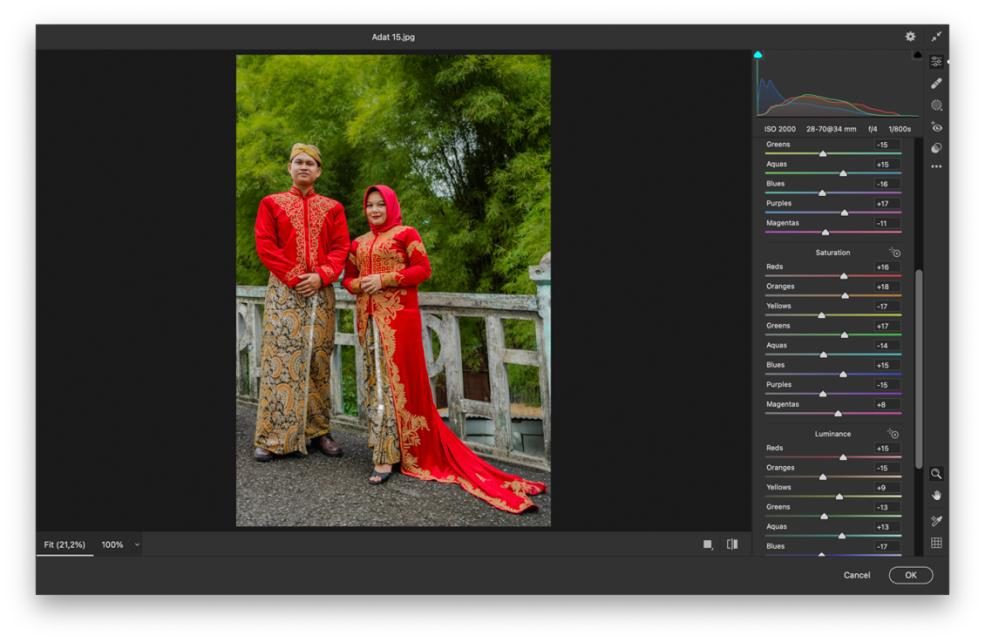 Adat 15.jpg
ISO 2000 28-70@34 mm f/4 1/800s
Greens -15
Aquas +15
Blues -16
Purples +17
Magentas -11
Saturation
Reds +16
Oranges +18
Yellows -17
Greens +17
Aquas -14
Blues +15
Purples -15
Magentas +8
Luminance
Reds +15
Oranges -15
Yellows +9
Greens -13
Aquas +13
Blues -17
Fit (21,2%) 100%
Cancel OK